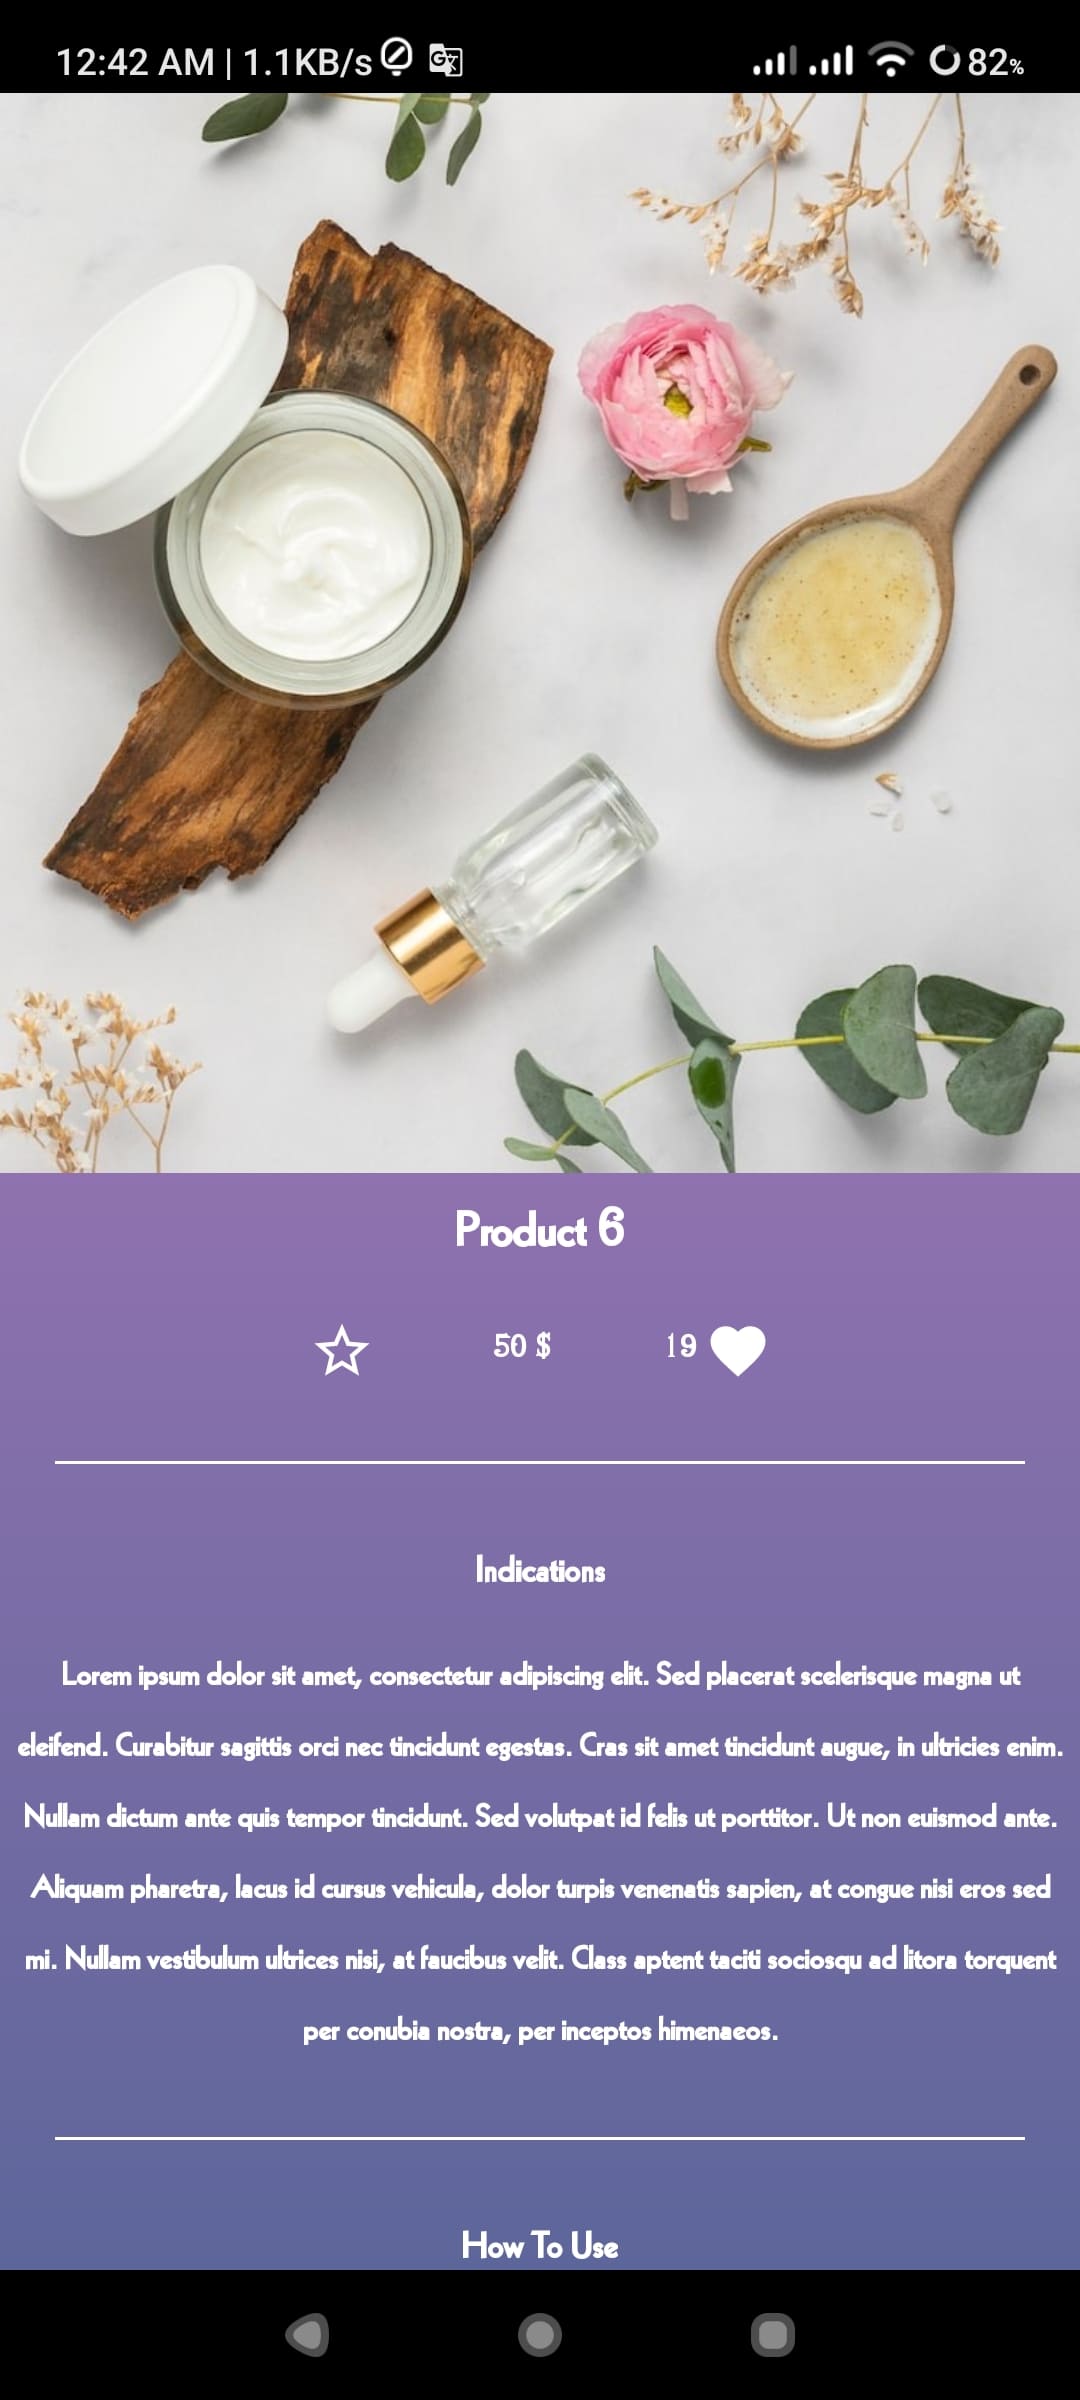 12:42 AM | 1.1KB/s 82%
Product 6
50 $ 19
Indications
Lorem ipsum dolor sit amet, consectetur adipiscing elit. Sed placerat scelerisque magna ut
eleifend. Curabitur sagittis orci nec tincidunt egestas. Cras sit amet tincidunt augue, in ultricies enim.
Nullam dictum ante quis tempor tincidunt. Sed volutpat id felis ut porttitor. Ut non euismod ante.
Aliquam pharetra, lacus id cursus vehicula, dolor turpis venenatis sapien, at congue nisi eros sed
mi. Nullam vestibulum ultrices nisi, at faucibus velit. Class aptent taciti sociosqu ad litora torquent
per conubia nostra, per inceptos himenaeos.
How To Use